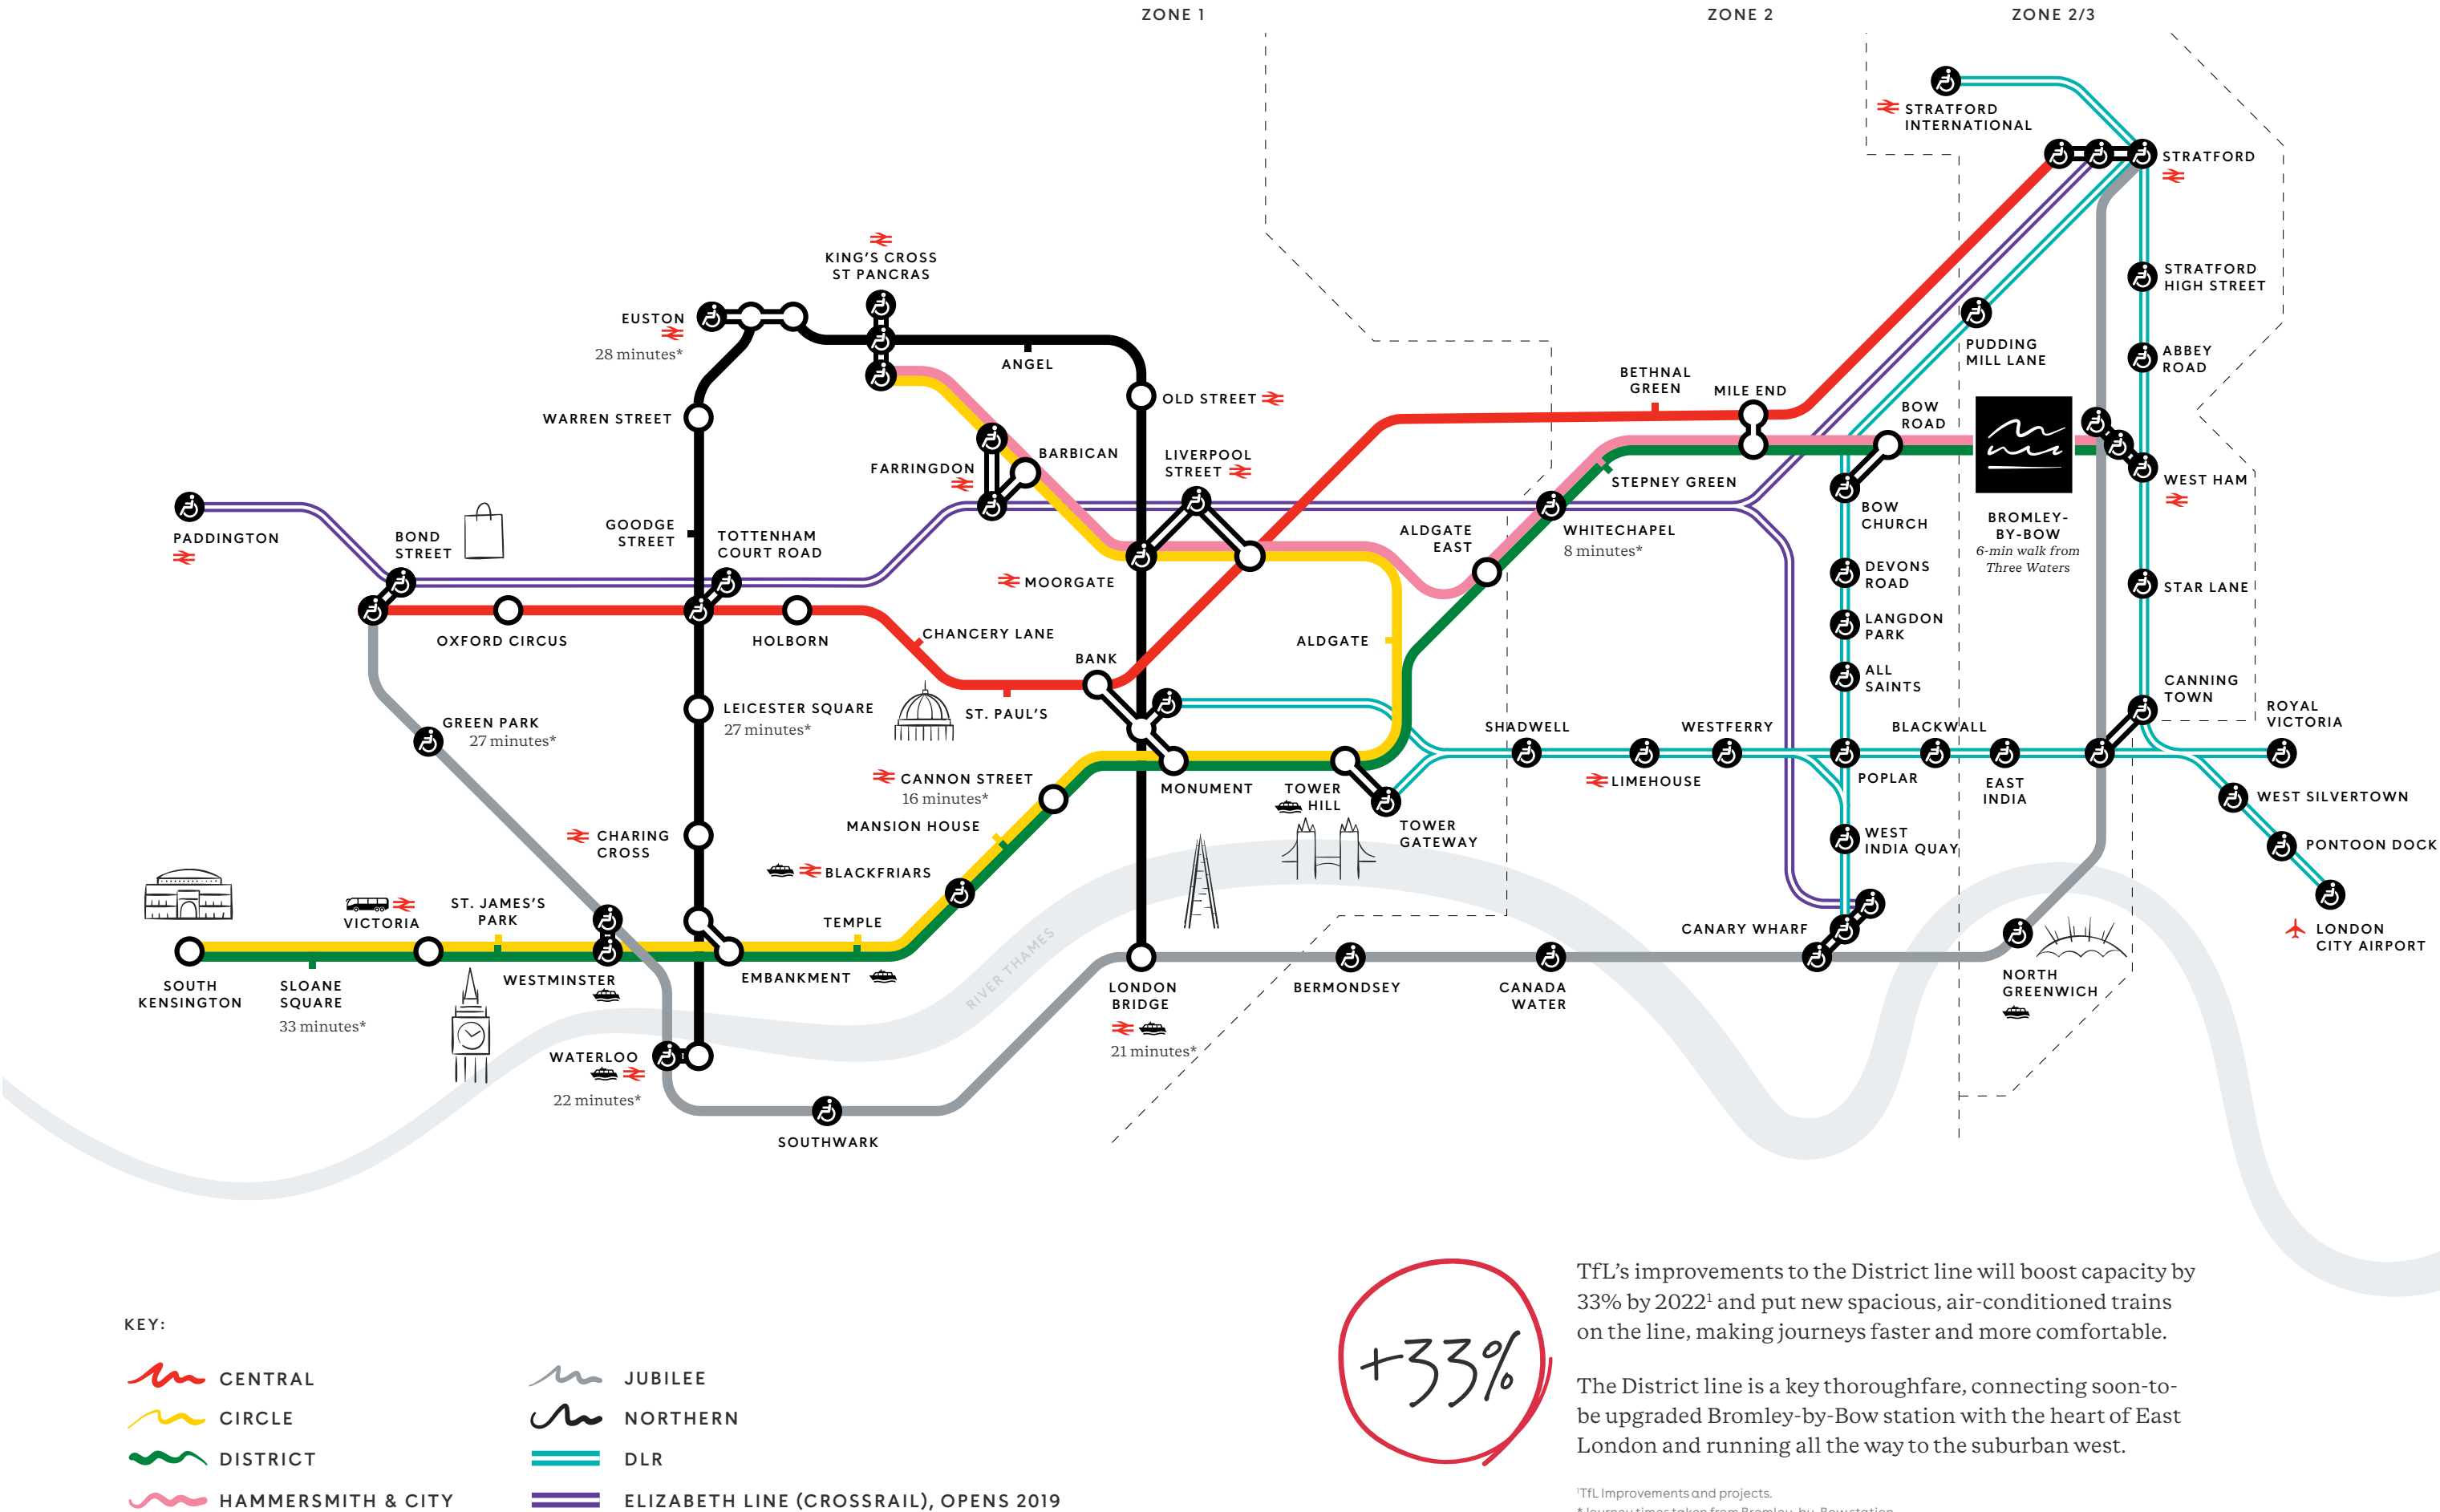 ZONE 1
ZONE 2
ZONE 2/3
STRATFORD
INTERNATIONAL
STRATFORD
KING'S CROSS
ST PANCRAS
STRATFORD
HIGH STREET
EUSTON
28 minutes*
ANGEL
PUDDING
MILL LANE
ABBEY
ROAD
BETHNAL
GREEN
MILE END
OLD STREET
BOW
ROAD
WARREN STREET
BARBICAN
FARRINGDON
LIVERPOOL
STREET
STEPNEY GREEN
WEST HAM
BOW
CHURCH
BROMLEY-
BY-BOW
6-min walk from
Three Waters
PADDINGTON
BOND
STREET
GOODGE
STREET
TOTTENHAM
COURT ROAD
ALDGATE
EAST
WHITECHAPEL
8 minutes*
MOORGATE
DEVONS
ROAD
STAR LANE
OXFORD CIRCUS
HOLBORN
CHANCERY LANE
ALDGATE
LANGDON
PARK
BANK
ALL
SAINTS
CANNING
TOWN
LEICESTER SQUARE
27 minutes*
ST. PAUL'S
GREEN PARK
27 minutes*
SHADWELL
WESTFERRY
BLACKWALL
ROYAL
VICTORIA
CANNON STREET
16 minutes*
MONUMENT
TOWER
HILL
LIMEHOUSE
POPLAR
EAST
INDIA
WEST SILVERTOWN
MANSION HOUSE
TOWER
GATEWAY
CHARING
CROSS
WEST
INDIA QUAY
PONTOON DOCK
BLACKFRIARS
VICTORIA
ST. JAMES'S
PARK
TEMPLE
CANARY WHARF
LONDON
CITY AIRPORT
RIVER THAMES
SOUTH
KENSINGTON
SLOANE
SQUARE
33 minutes*
WESTMINSTER
EMBANKMENT
LONDON
BRIDGE
21 minutes*
BERMONDSEY
CANADA
WATER
NORTH
GREENWICH
WATERLOO
22 minutes*
SOUTHWARK
KEY:
CENTRAL
CIRCLE
DISTRICT
HAMMERSMITH & CITY
JUBILEE
NORTHERN
DLR
ELIZABETH LINE (CROSSRAIL), OPENS 2019
+33%
TfL's improvements to the District line will boost capacity by
33% by 2022¹ and put new spacious, air-conditioned trains
on the line, making journeys faster and more comfortable.
The District line is a key thoroughfare, connecting soon-to-
be upgraded Bromley-by-Bow station with the heart of East
London and running all the way to the suburban west.
¹TfL Improvements and projects.
*Journey times taken from Bromley-by-Bow station